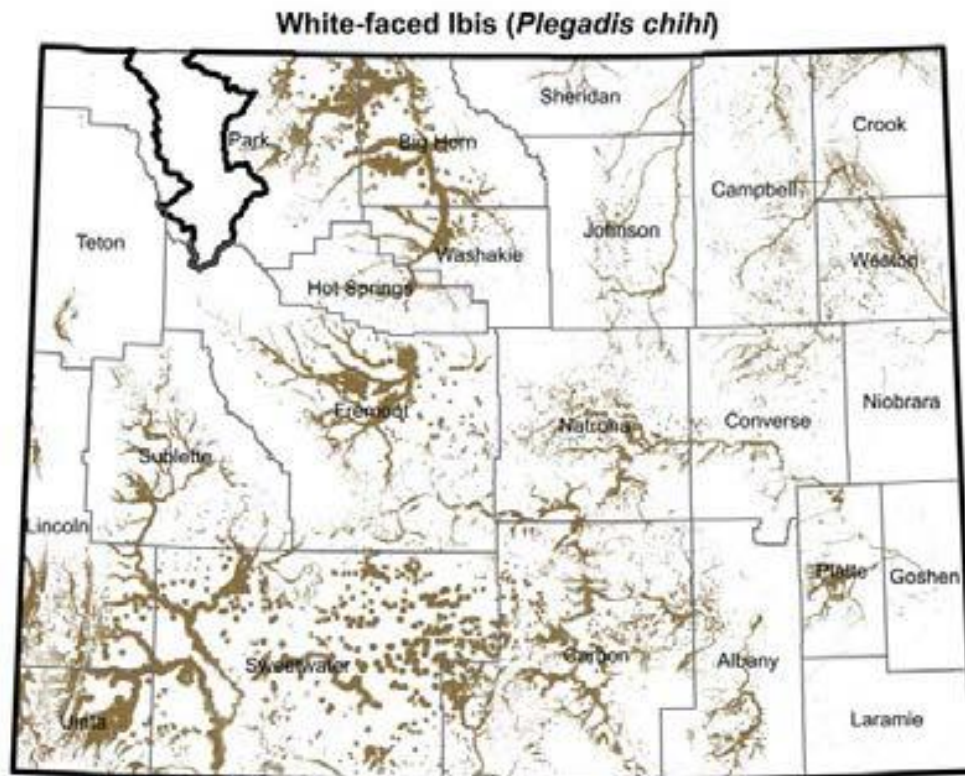 White-faced Ibis (Plegadis chihi)
Sheridan
Crook
Park
Big Horn
Campbell
Teton
Johnson
Washakie
Weston
Hot Springs
Niobrara
Fremont
Converse
Natrona
Sublette
Lincoln
Platte
Goshen
Sweetwater
Carbon
Albany
Uinta
Laramie